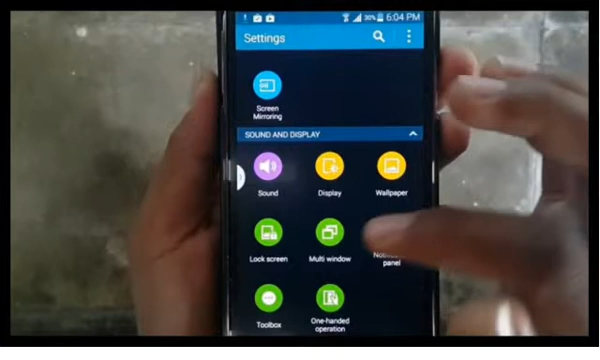 30% 6:04 PM
Settings
Screen
Mirroring
SOUND AND DISPLAY
Sound
Display
Wallpaper
Lock screen
Multi window
panel
Toolbox
One-handed
operation